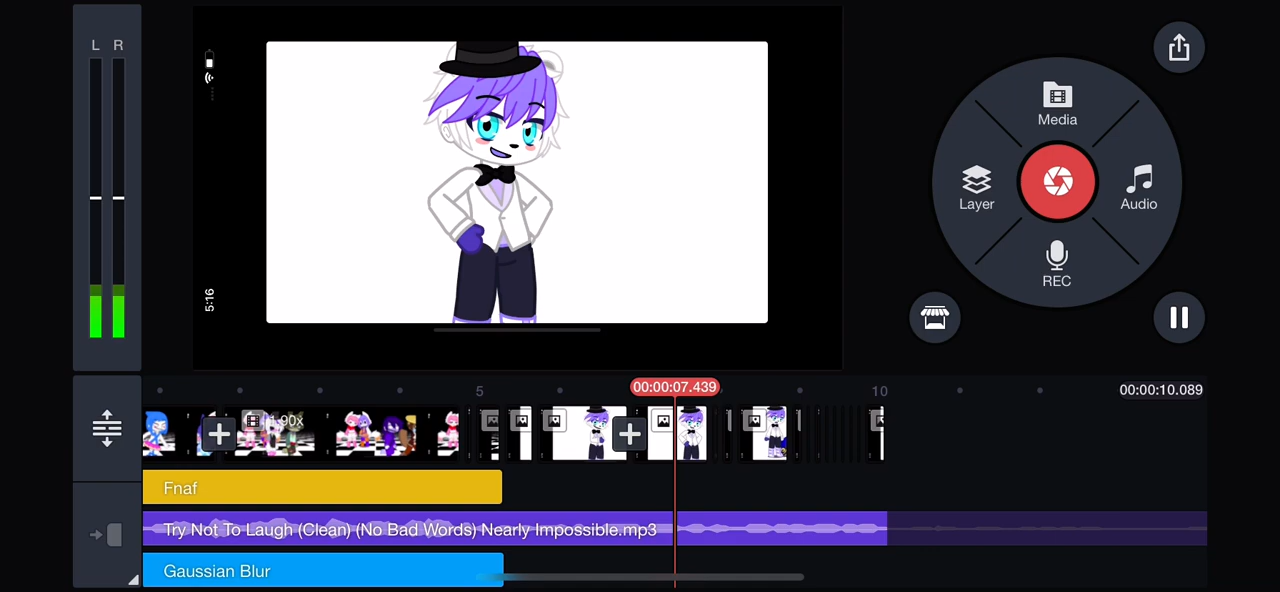 L R
5:16
Media
Layer
Audio
REC
5
00:00:07.439
10
00:00:10.089
1.00x
Fnaf
Try Not To Laugh (Clean) (No Bad Words) Nearly Impossible.mp3
Gaussian Blur